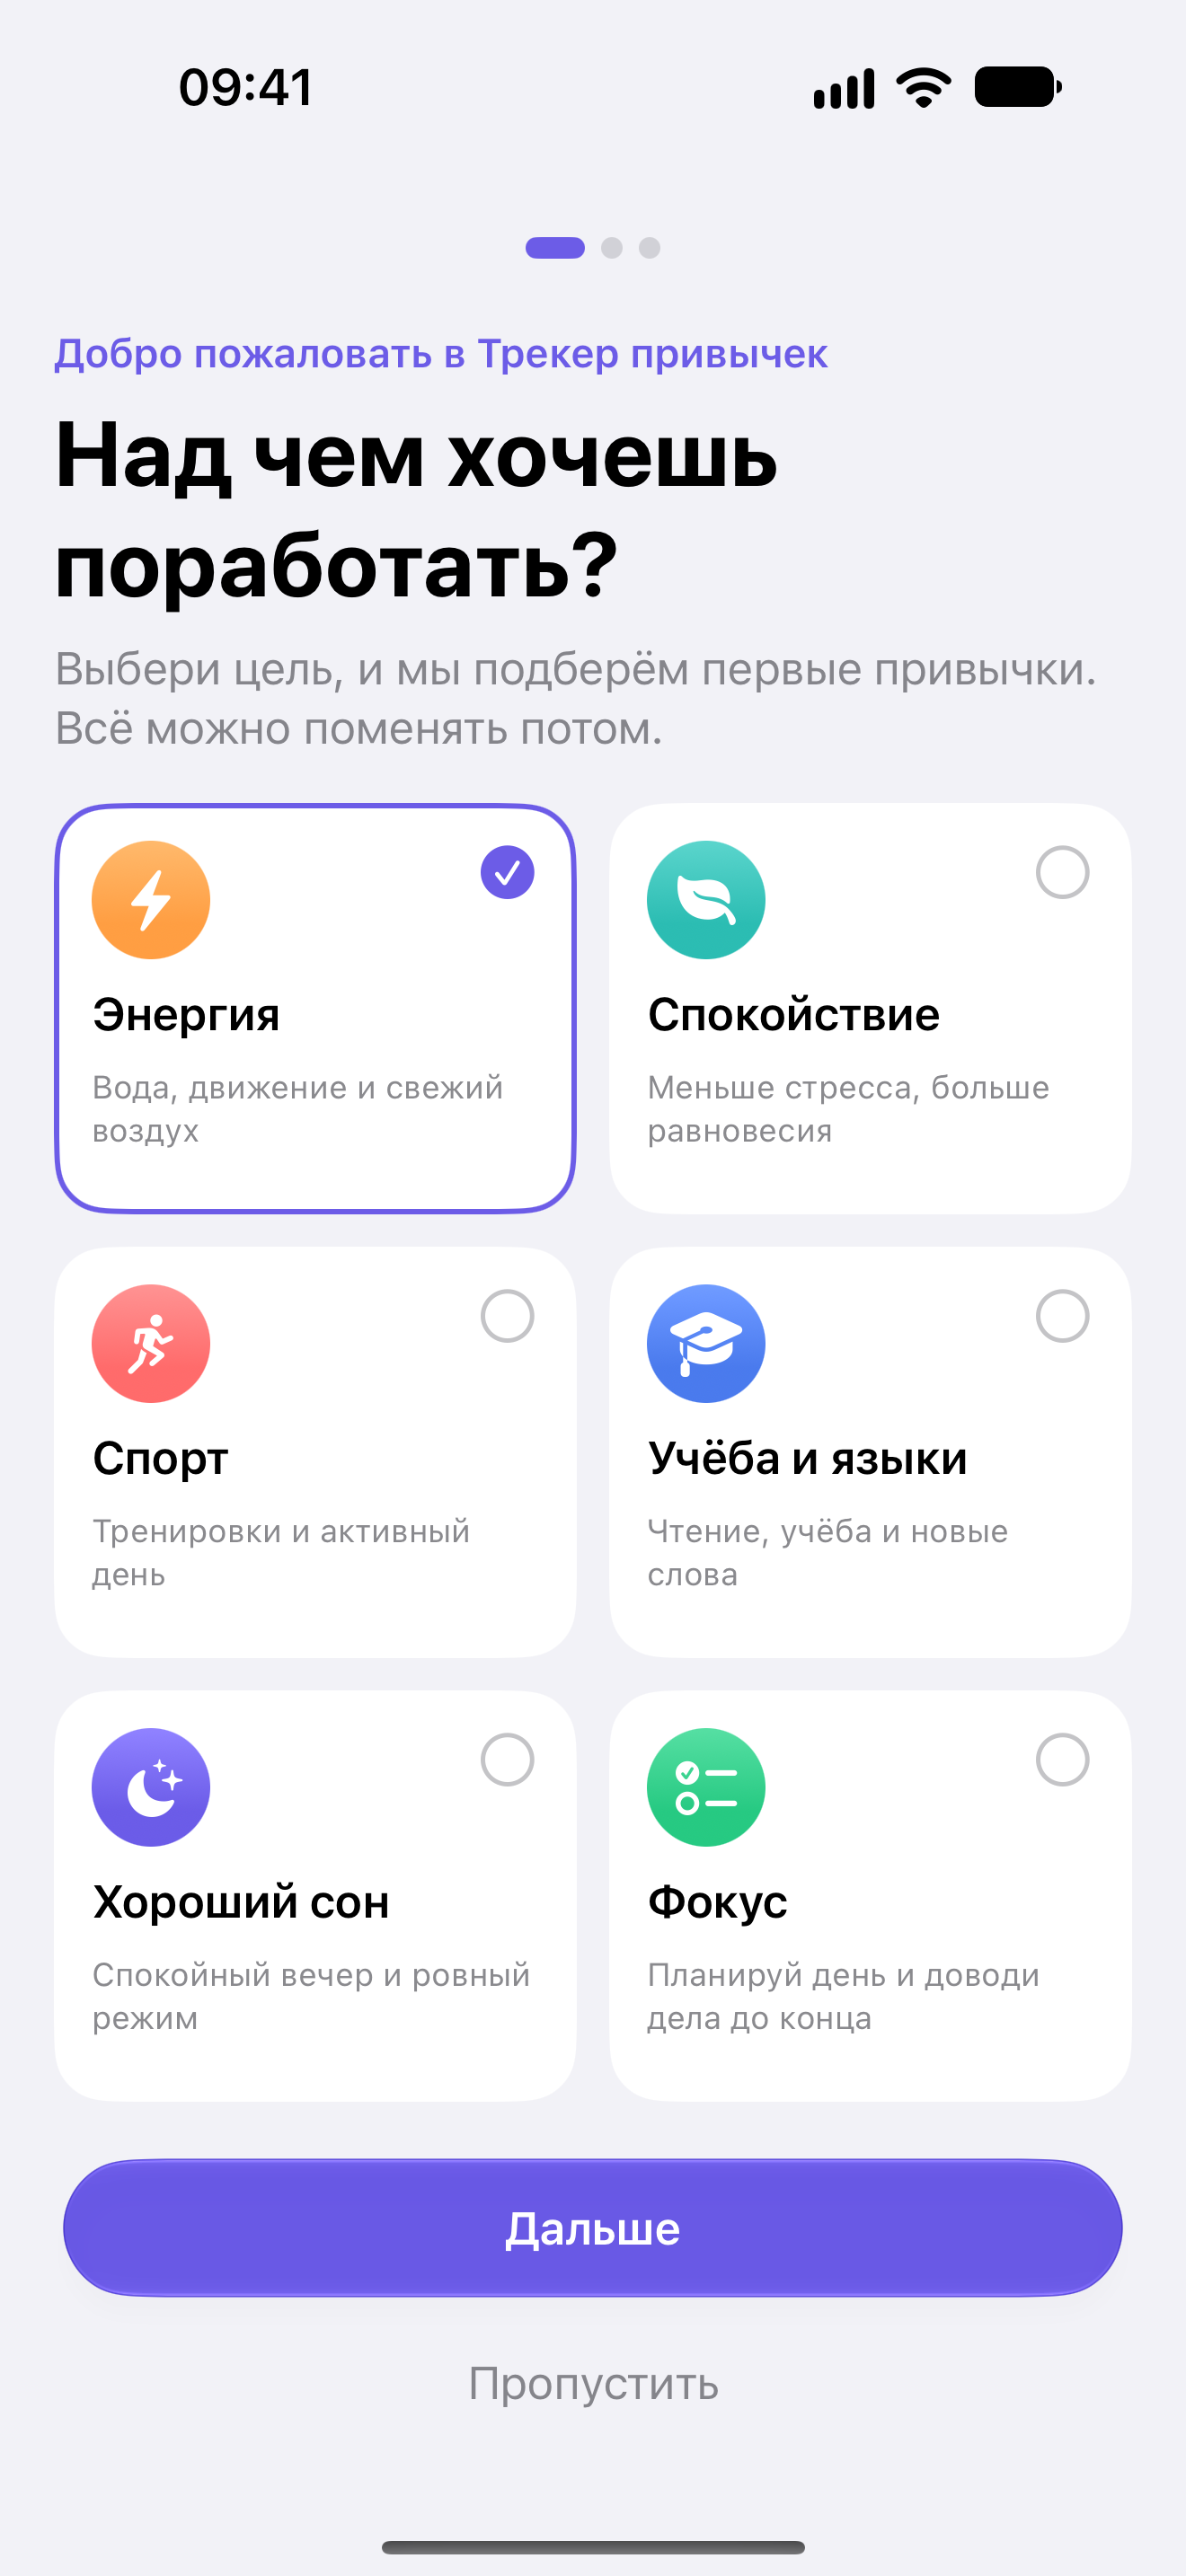 09:41
Добро пожаловать в Трекер привычек
Над чем хочешь
поработать?
Выбери цель, и мы подберём первые привычки.
Всё можно поменять потом.
Энергия
Вода, движение и свежий
воздух
Спокойствие
Меньше стресса, больше
равновесия
Спорт
Тренировки и активный
день
Учёба и языки
Чтение, учёба и новые
слова
Хороший сон
Спокойный вечер и ровный
режим
Фокус
Планируй день и доводи
дела до конца
Дальше
Пропустить